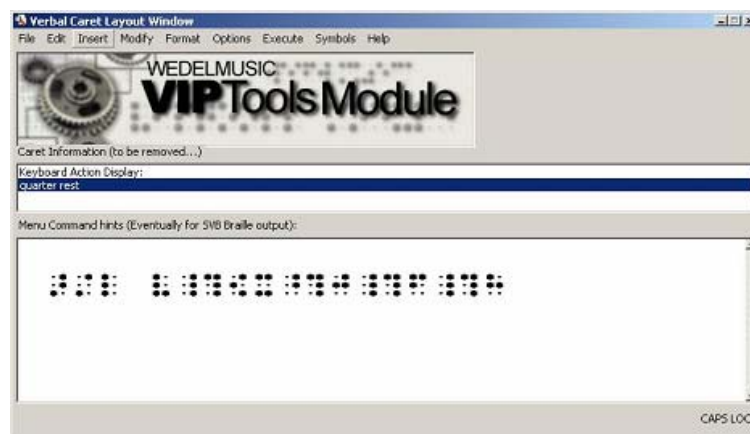 Verbal Caret Layout Window
File Edit Insert Modify Format Options Execute Symbols Help
WEDELMUSIC
VIPToolsModule
Caret Information (to be removed...)
Keyboard Action Display:
quarter rest
Menu Command hints (Eventually for SVB Braille output):
CAPS LOC